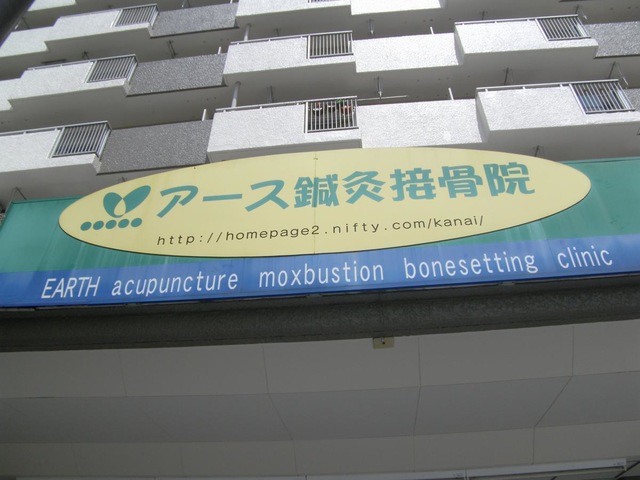 アース鍼灸接骨院
http://homepage2.nifty.com/kanai/
EARTH acupuncture moxbustion bonesetting clinic